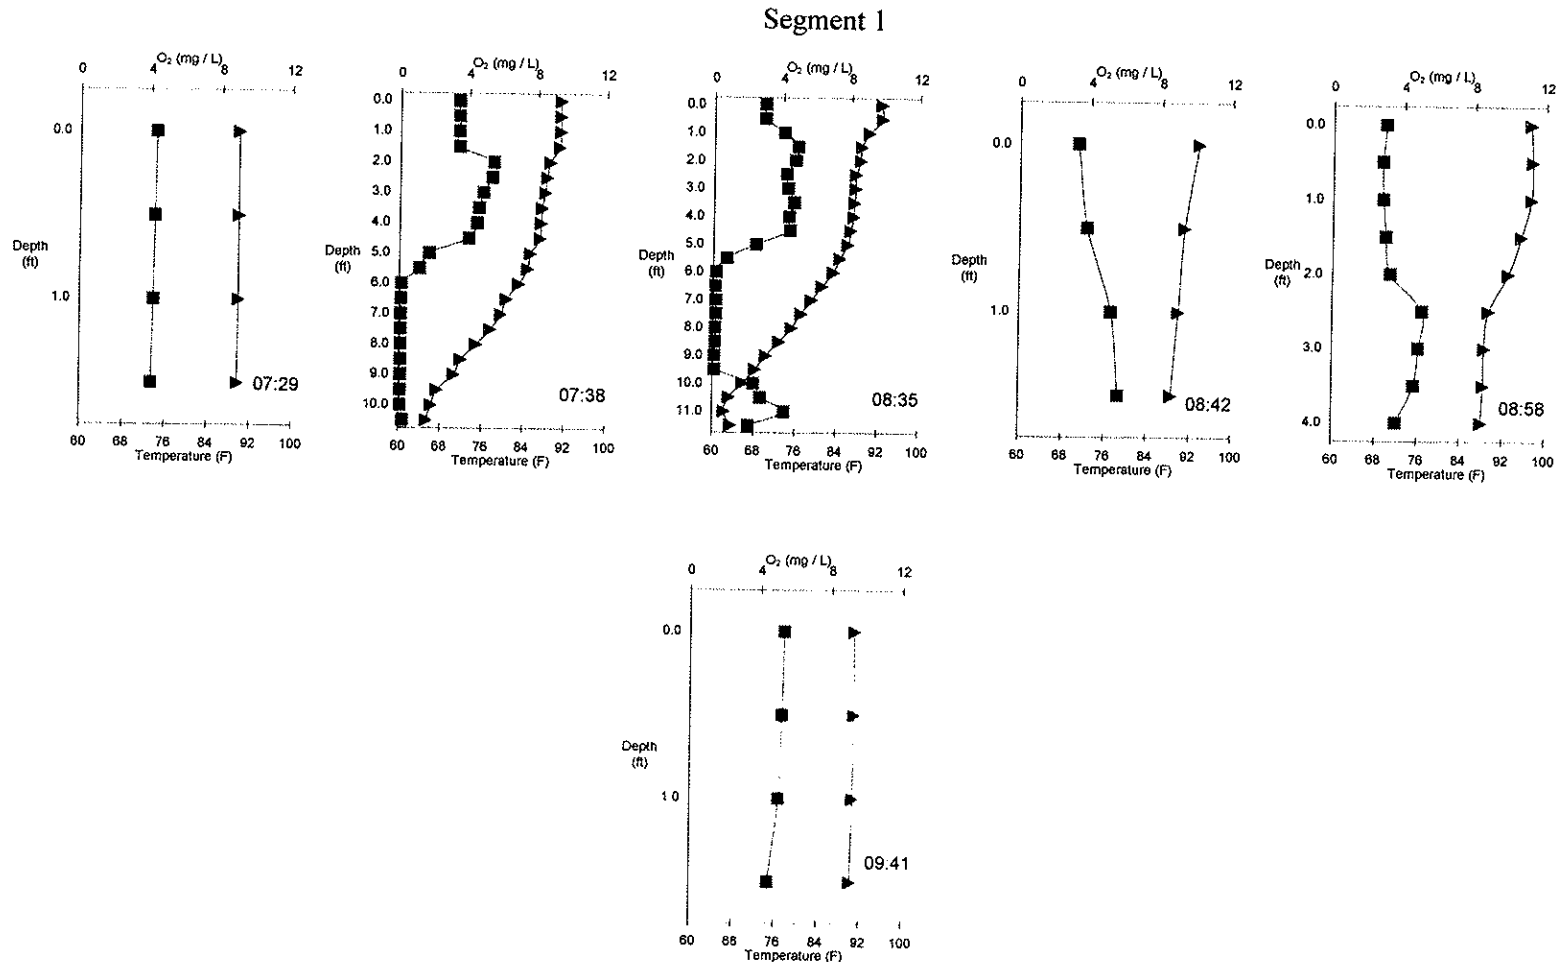 Segment 1
O₂ (mg / L)
0 4 8 12
0.0
1.0
Depth
(ft)
07:29
60 68 76 84 92 100
Temperature (F)
O₂ (mg / L)
0 4 8 12
0.0
1.0
2.0
3.0
4.0
5.0
6.0
7.0
8.0
9.0
10.0
Depth
(ft)
07:38
60 68 76 84 92 100
Temperature (F)
O₂ (mg / L)
0 4 8 12
0.0
1.0
2.0
3.0
4.0
5.0
6.0
7.0
8.0
9.0
10.0
11.0
Depth
(ft)
08:35
60 68 76 84 92 100
Temperature (F)
O₂ (mg / L)
0 4 8 12
0.0
1.0
Depth
(ft)
08:42
60 68 76 84 92 100
Temperature (F)
O₂ (mg / L)
0 4 8 12
0.0
1.0
2.0
3.0
4.0
Depth
(ft)
08:58
60 68 76 84 92 100
Temperature (F)
O₂ (mg / L)
0 4 8 12
0.0
1.0
Depth
(ft)
09:41
60 68 76 84 92 100
Temperature (F)